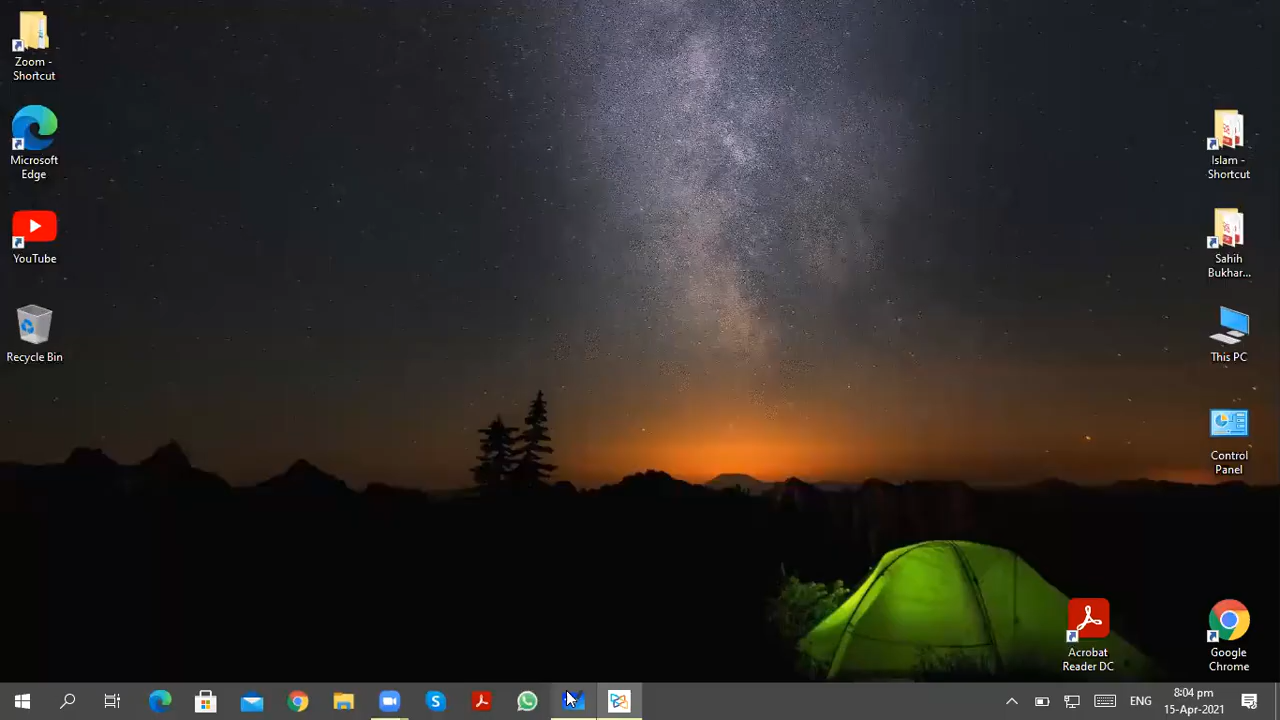 Zoom -
Shortcut
Microsoft
Edge
YouTube
Recycle Bin
Islam -
Shortcut
Sahih
Bukhar...
This PC
Control
Panel
Acrobat
Reader DC
Google
Chrome
ENG
8:04 pm
15-Apr-2021